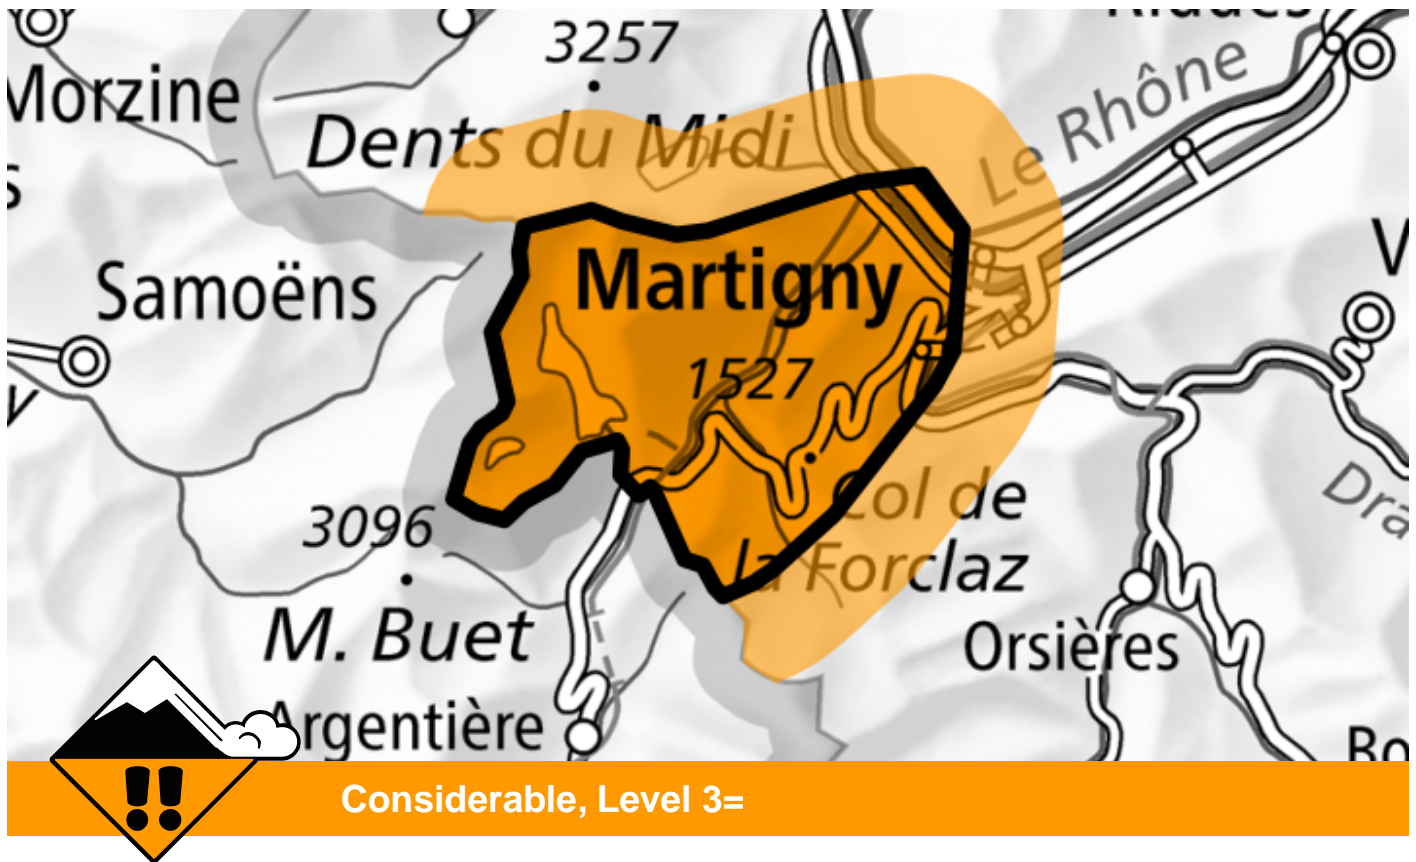 3257
Morzine
Dents du Midi
Le Rhône
Samoëns
Martigny
1527
3096
Col de
la Forclaz
M. Buet
Orsières
Argentière
Considerable, Level 3=